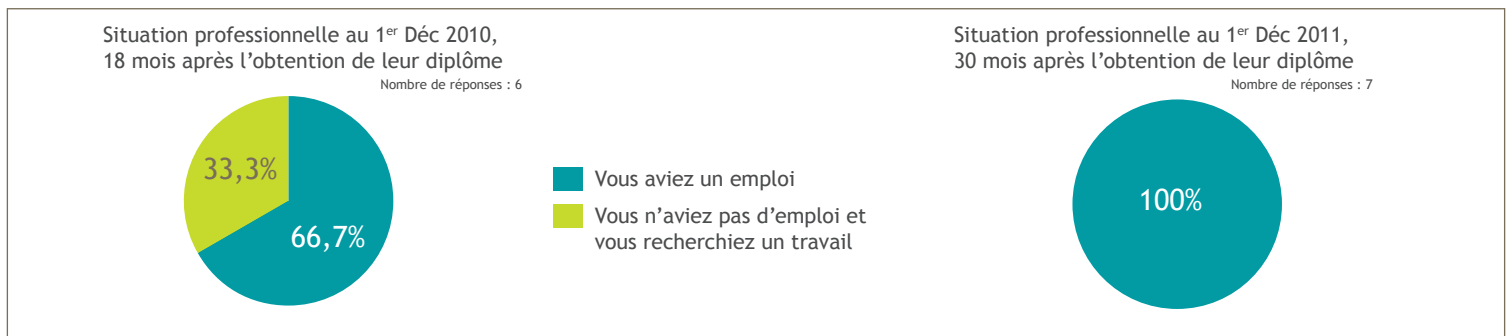 Situation professionnelle au 1er Déc 2010,
18 mois après l’obtention de leur diplôme
Nombre de réponses : 6
33,3%
66,7%
Vous aviez un emploi
Vous n’aviez pas d’emploi et
vous recherchiez un travail
Situation professionnelle au 1er Déc 2011,
30 mois après l’obtention de leur diplôme
Nombre de réponses : 7
100%